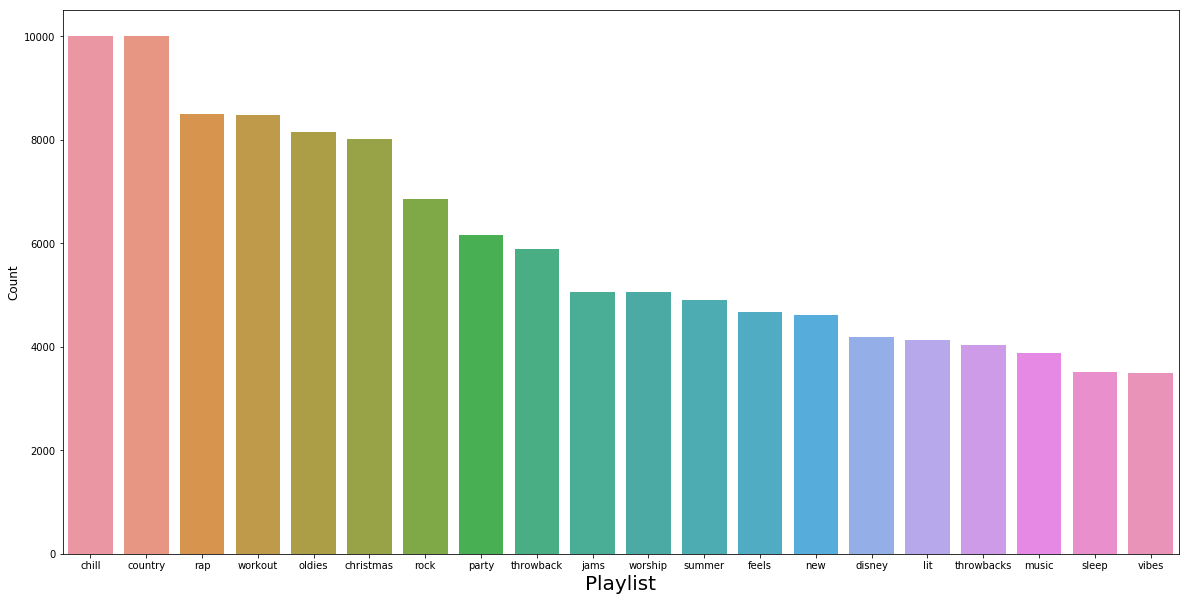 10000
8000
6000
4000
2000
0
Count
chill country rap workout oldies christmas rock party throwback jams worship summer feels new disney lit throwbacks music sleep vibes
Playlist